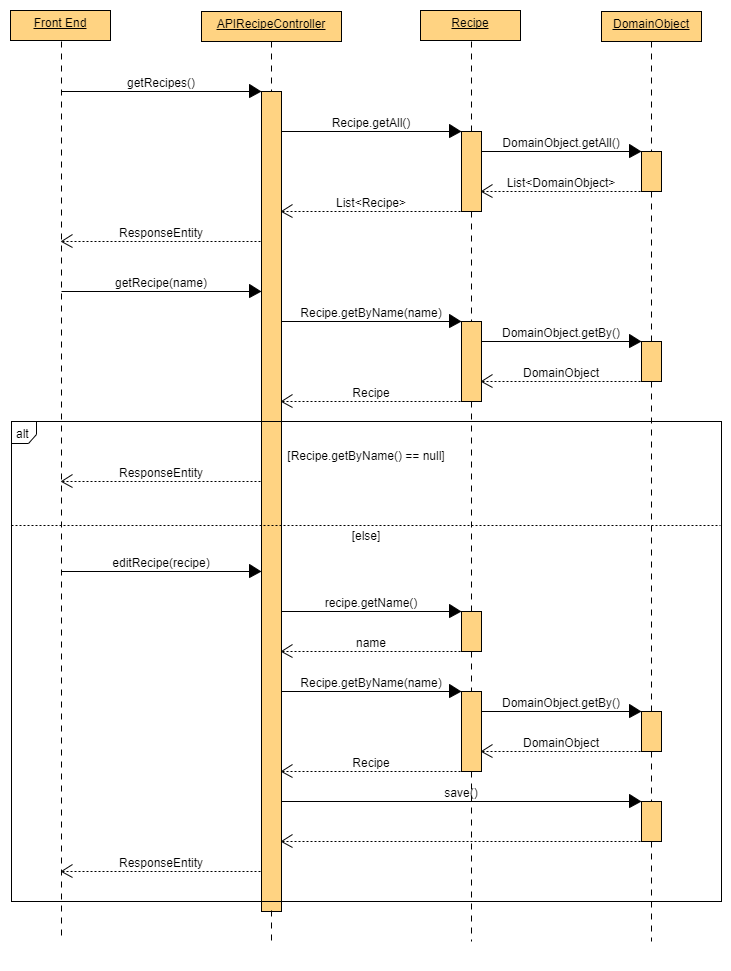 Front End
APIRecipeController
Recipe
DomainObject
getRecipes()
Recipe.getAll()
DomainObject.getAll()
List<DomainObject>
List<Recipe>
ResponseEntity
getRecipe(name)
Recipe.getByName(name)
DomainObject.getBy()
DomainObject
Recipe
alt
[Recipe.getByName() == null]
ResponseEntity
[else]
editRecipe(recipe)
recipe.getName()
name
Recipe.getByName(name)
DomainObject.getBy()
DomainObject
Recipe
save()
ResponseEntity